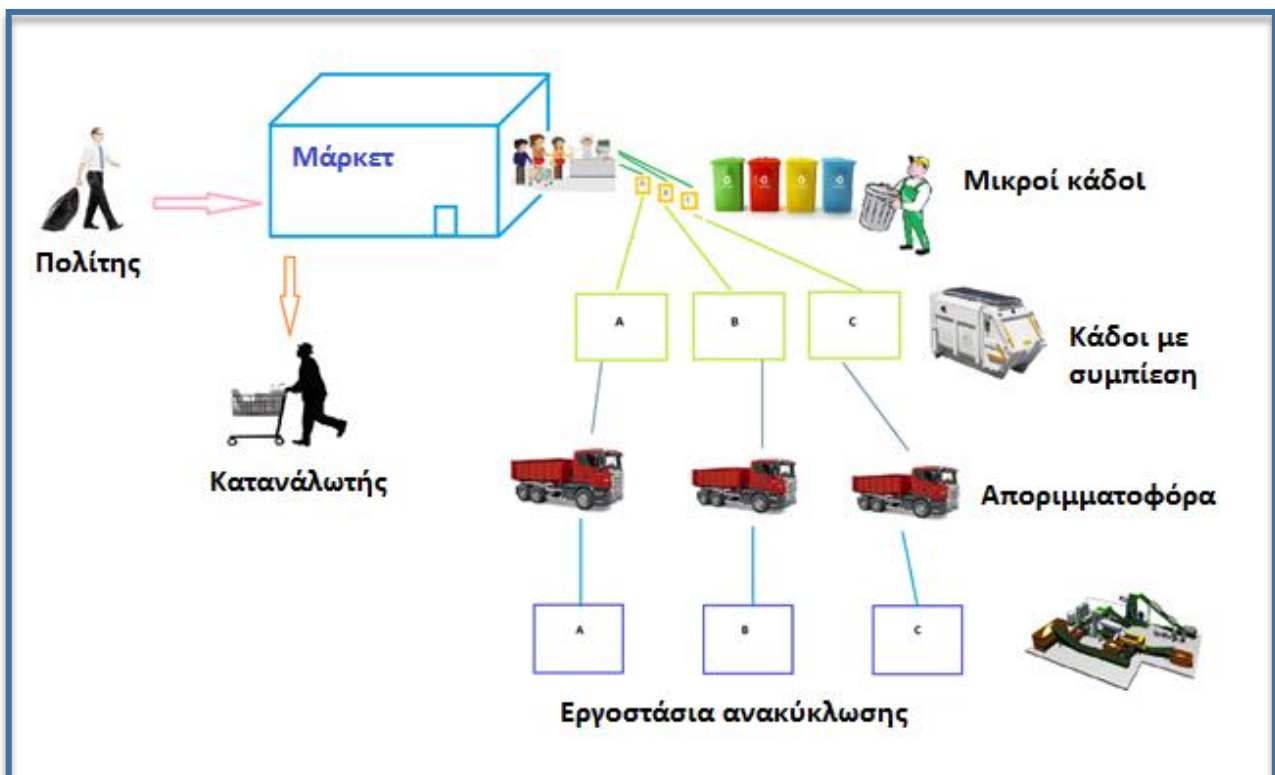 Μάρκετ
Μικροί κάδοι
Πολίτης
A
B
C
Κάδοι με
συμπίεση
Κατανάλωτής
Απορριμματοφόρα
A
B
C
Εργοστάσια ανακύκλωσης